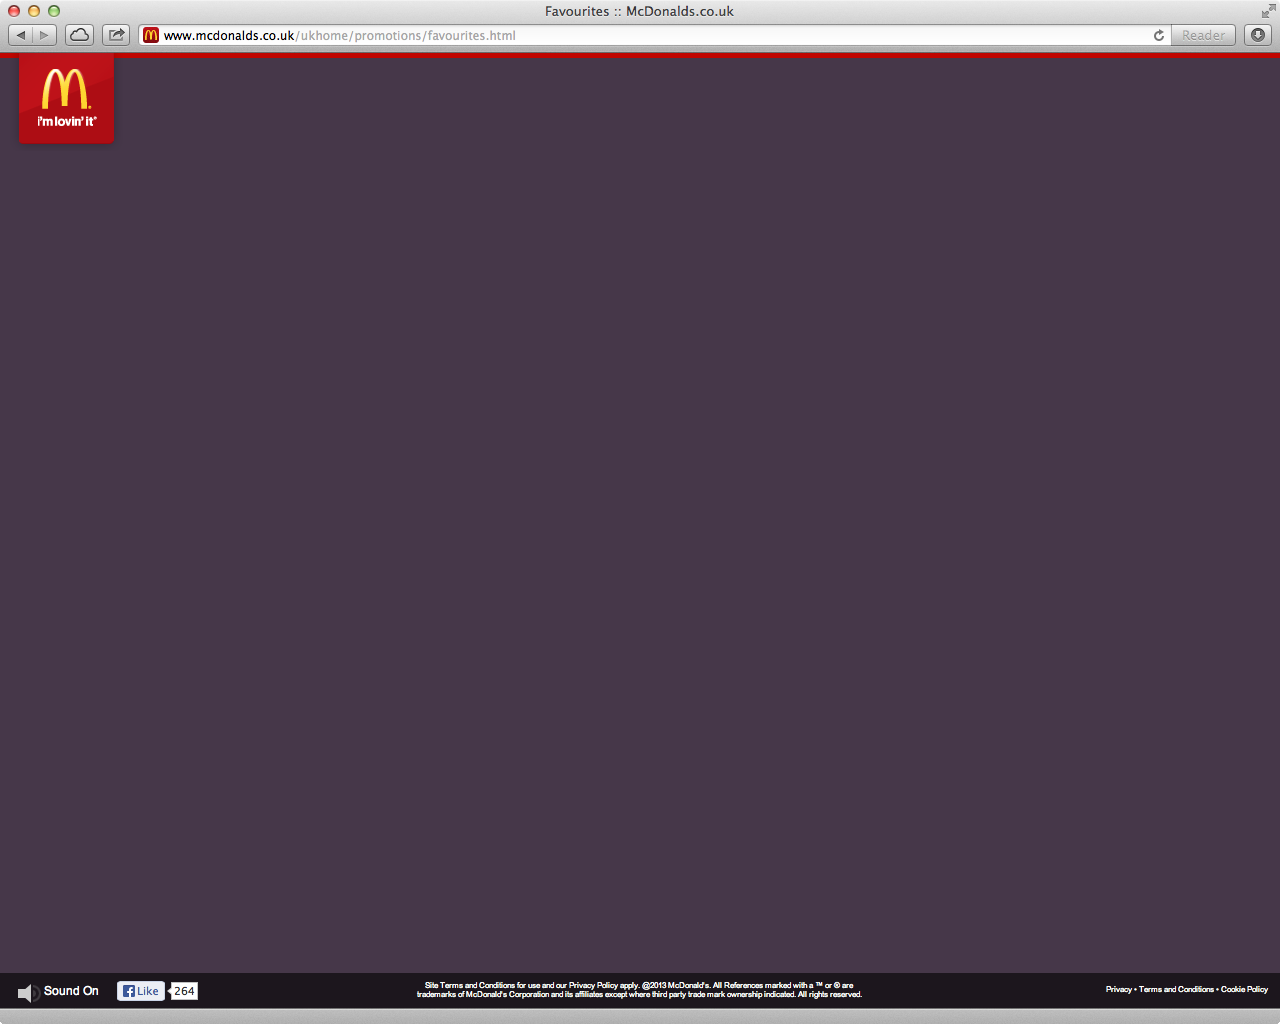 Favourites :: McDonalds.co.uk
www.mcdonalds.co.uk/ukhome/promotions/favourites.html
Reader
i'm lovin' it®
Sound On
Like
264
Site Terms and Conditions for use and our Privacy Policy apply. @2013 McDonald's. All References marked with a ™ or ® are
trademarks of McDonald's Corporation and its affiliates except where third party trade mark ownership indicated. All rights reserved.
Privacy • Terms and Conditions • Cookie Policy